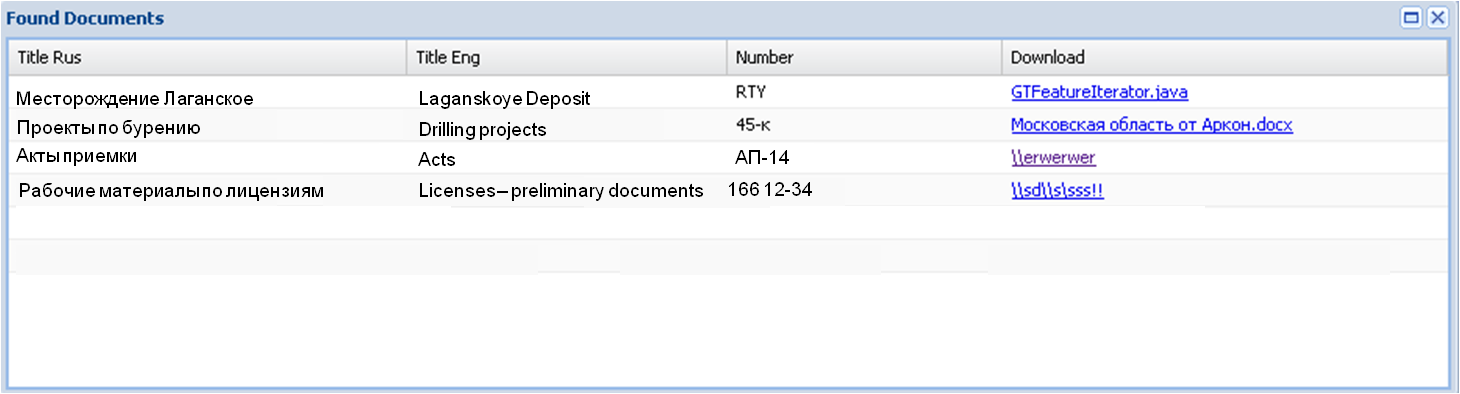 Found Documents
Title Rus Title Eng Number Download
Месторождение Лаганское Laganskoye Deposit RTY GTFeatureIterator.java
Проекты по бурению Drilling projects 45-к Московская область от Аркон.docx
Акты приемки Acts АП-14 \\erwerwer
Рабочие материалы по лицензиям Licenses – preliminary documents 166 12-34 \\sd\\s\sss!!